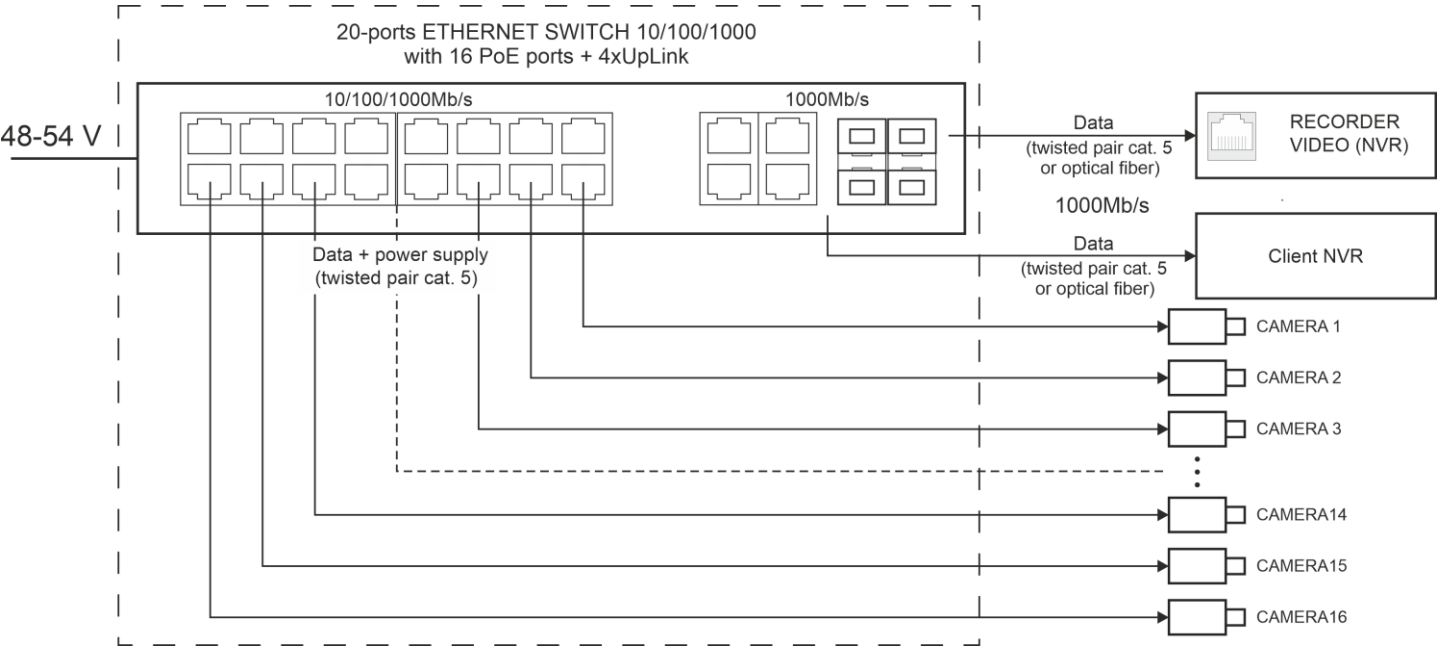 20-ports ETHERNET SWITCH 10/100/1000
with 16 PoE ports + 4xUpLink
10/100/1000Mb/s
1000Mb/s
48-54 V
Data
(twisted pair cat. 5
or optical fiber)
RECORDER
VIDEO (NVR)
1000Mb/s
Data + power supply
(twisted pair cat. 5)
Data
(twisted pair cat. 5
or optical fiber)
Client NVR
CAMERA 1
CAMERA 2
CAMERA 3
CAMERA14
CAMERA15
CAMERA16